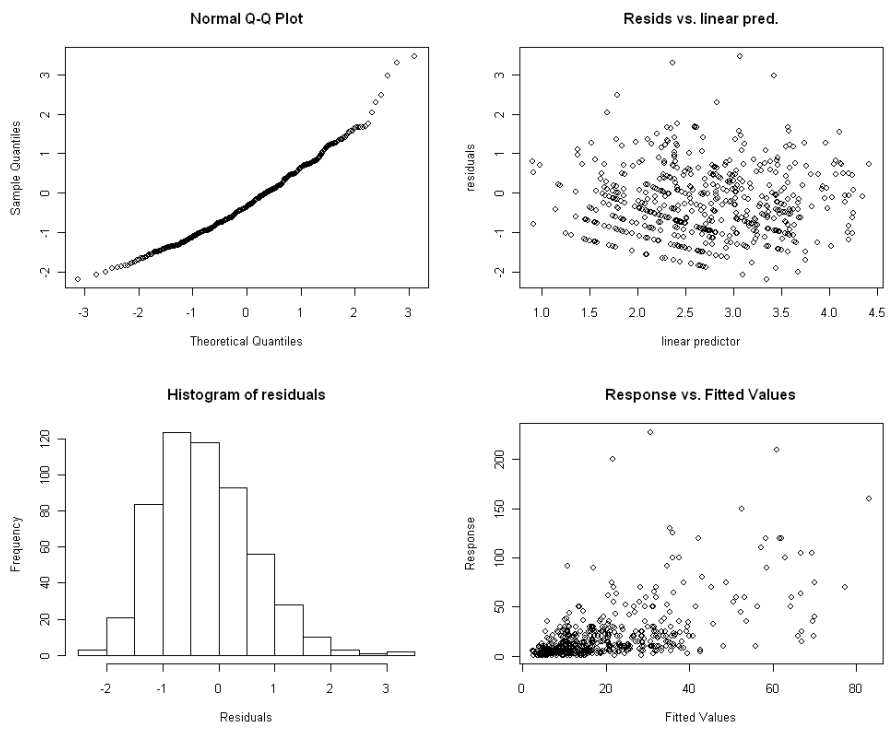 Normal Q-Q Plot
Sample Quantiles
3
2
1
0
-1
-2
-3 -2 -1 0 1 2 3
Theoretical Quantiles
Resids vs. linear pred.
residuals
3
2
1
0
-1
-2
1.0 1.5 2.0 2.5 3.0 3.5 4.0 4.5
linear predictor
Histogram of residuals
Frequency
120
100
80
60
40
20
0
-2 -1 0 1 2 3
Residuals
Response vs. Fitted Values
Response
200
150
100
50
0
0 20 40 60 80
Fitted Values